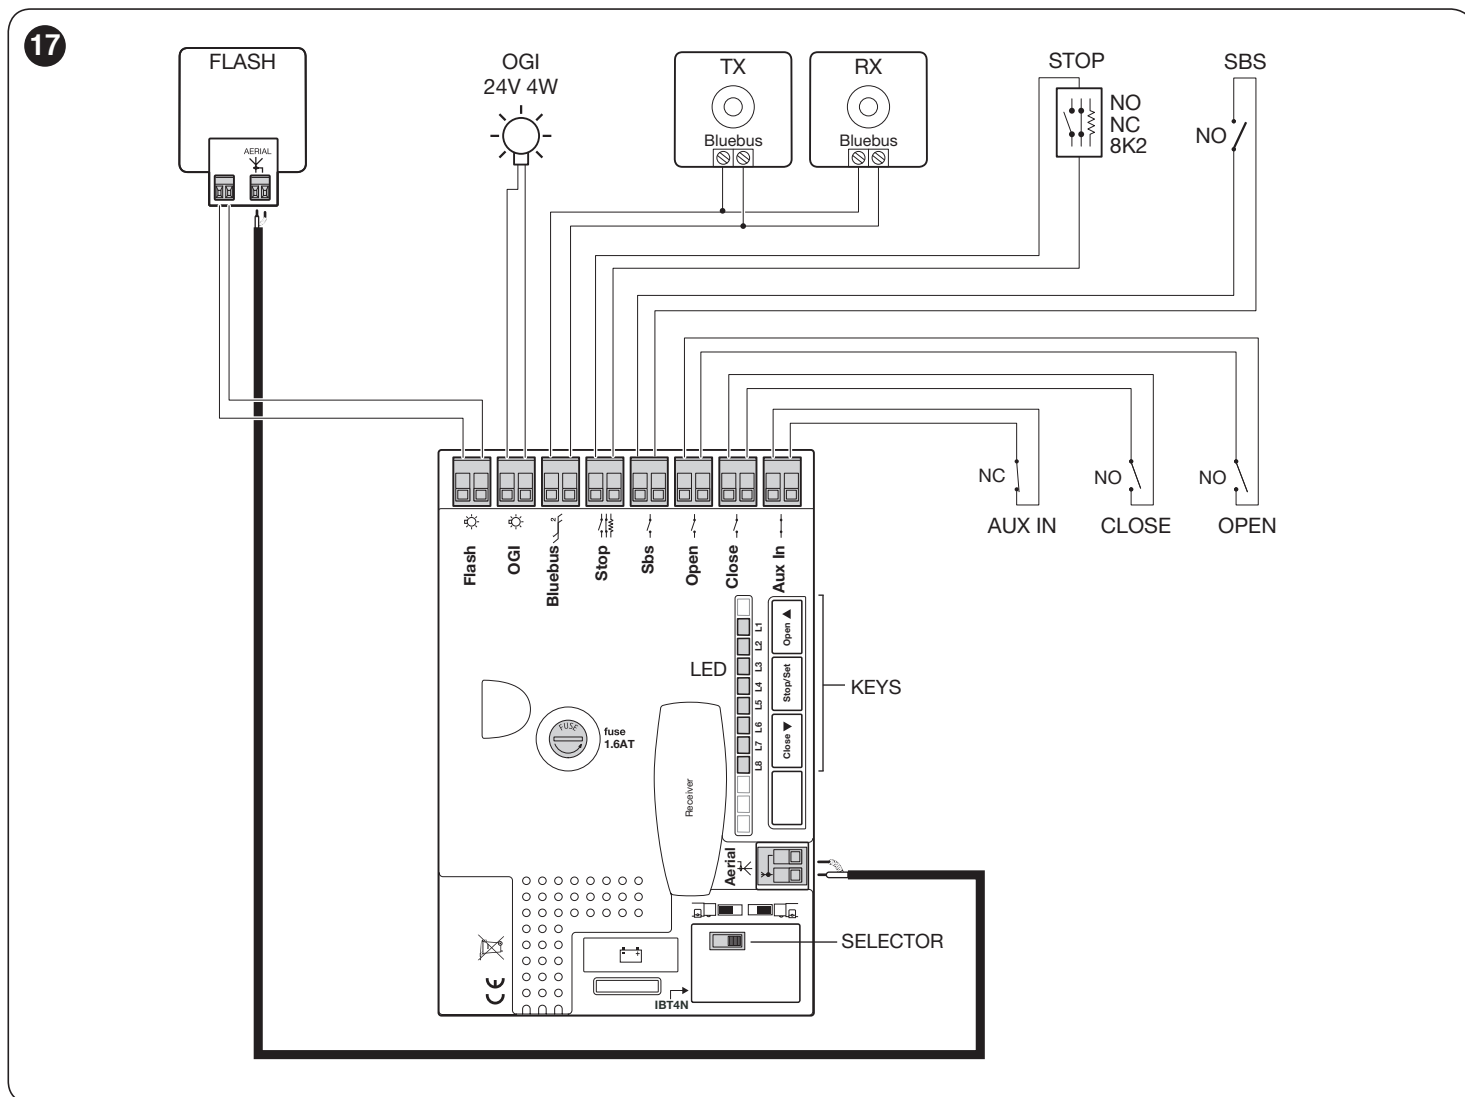 17
FLASH
AERIAL
OGI
24V 4W
TX
Bluebus
RX
Bluebus
STOP
NO
NC
8K2
SBS
NO
NC
AUX IN
NO
CLOSE
NO
OPEN
Flash
OGI
Bluebus
2
Stop
Sbs
Open
Close
Aux In
L1
L2
L3
L4
L5
L6
L7
L8
LED
Open ▲
Stop/Set
Close ▼
KEYS
FUSE
fuse
1.6AT
Receiver
Aerial
SELECTOR
IBT4N
CE